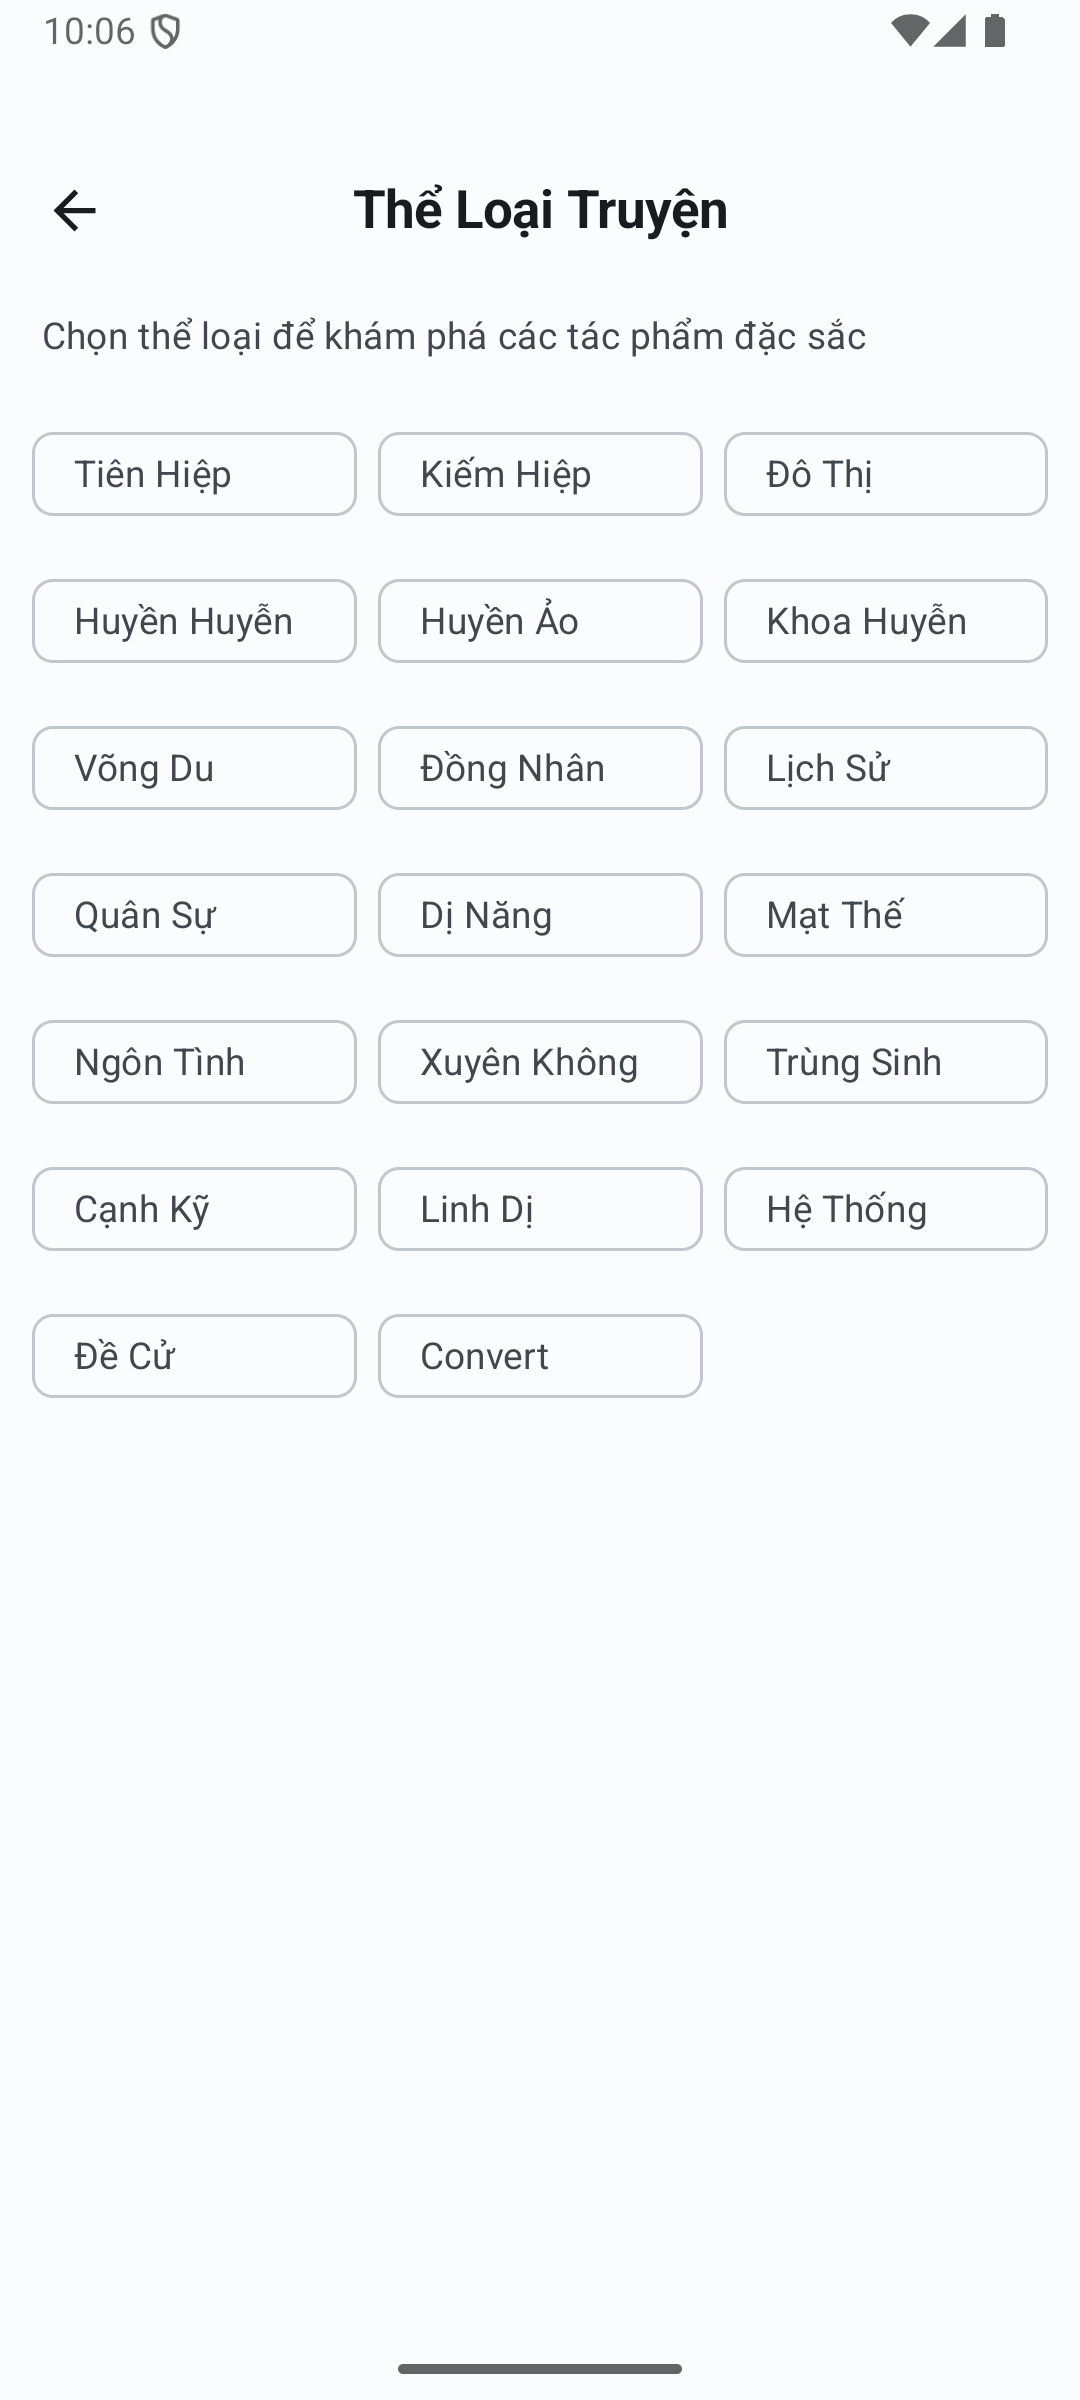 10:06
Thể Loại Truyện
Chọn thể loại để khám phá các tác phẩm đặc sắc
Tiên Hiệp
Kiếm Hiệp
Đô Thị
Huyền Huyễn
Huyền Ảo
Khoa Huyễn
Võng Du
Đồng Nhân
Lịch Sử
Quân Sự
Dị Năng
Mạt Thế
Ngôn Tình
Xuyên Không
Trùng Sinh
Cạnh Kỹ
Linh Dị
Hệ Thống
Đề Cử
Convert